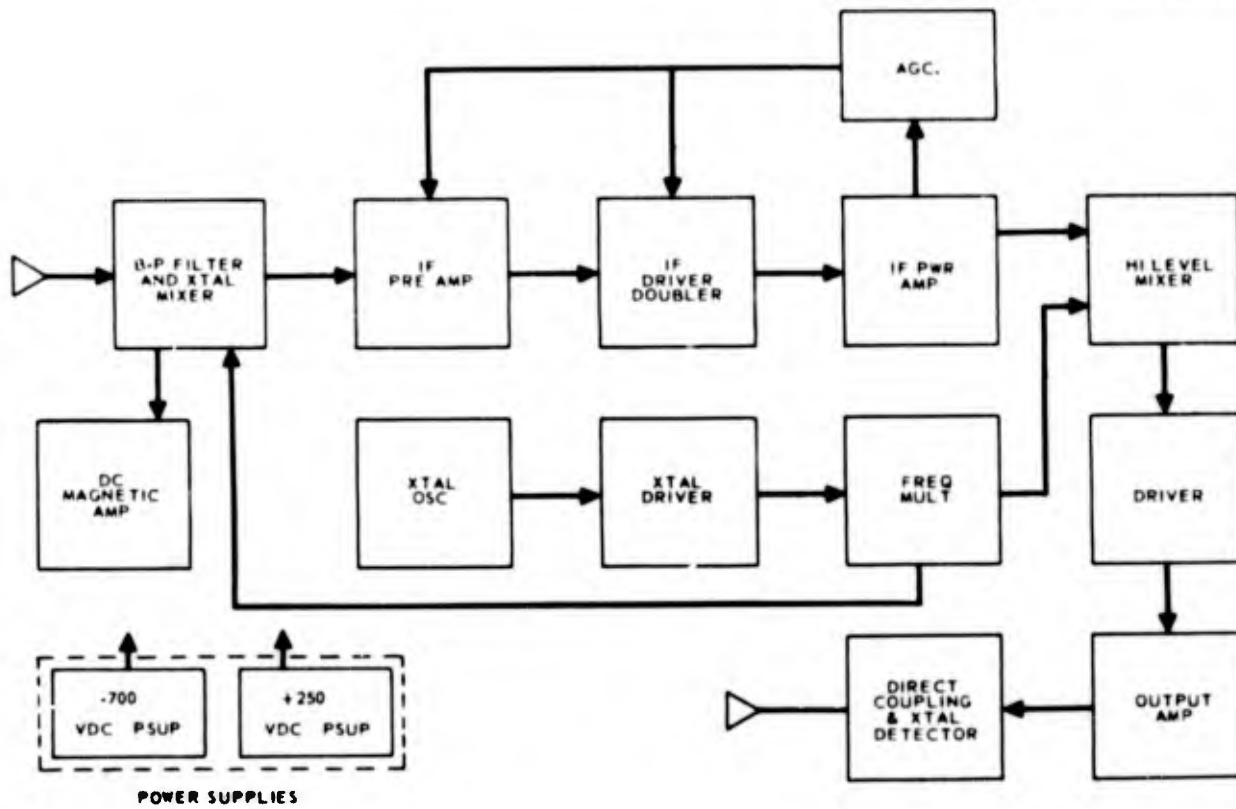 AGC.
B-P FILTER
AND XTAL
MIXER
IF
PRE AMP
IF
DRIVER
DOUBLER
IF PWR
AMP
HI LEVEL
MIXER
DC
MAGNETIC
AMP
XTAL
OSC
XTAL
DRIVER
FREQ
MULT
DRIVER
-700
VDC PSUP
+250
VDC PSUP
DIRECT
COUPLING
& XTAL
DETECTOR
OUTPUT
AMP
POWER SUPPLIES